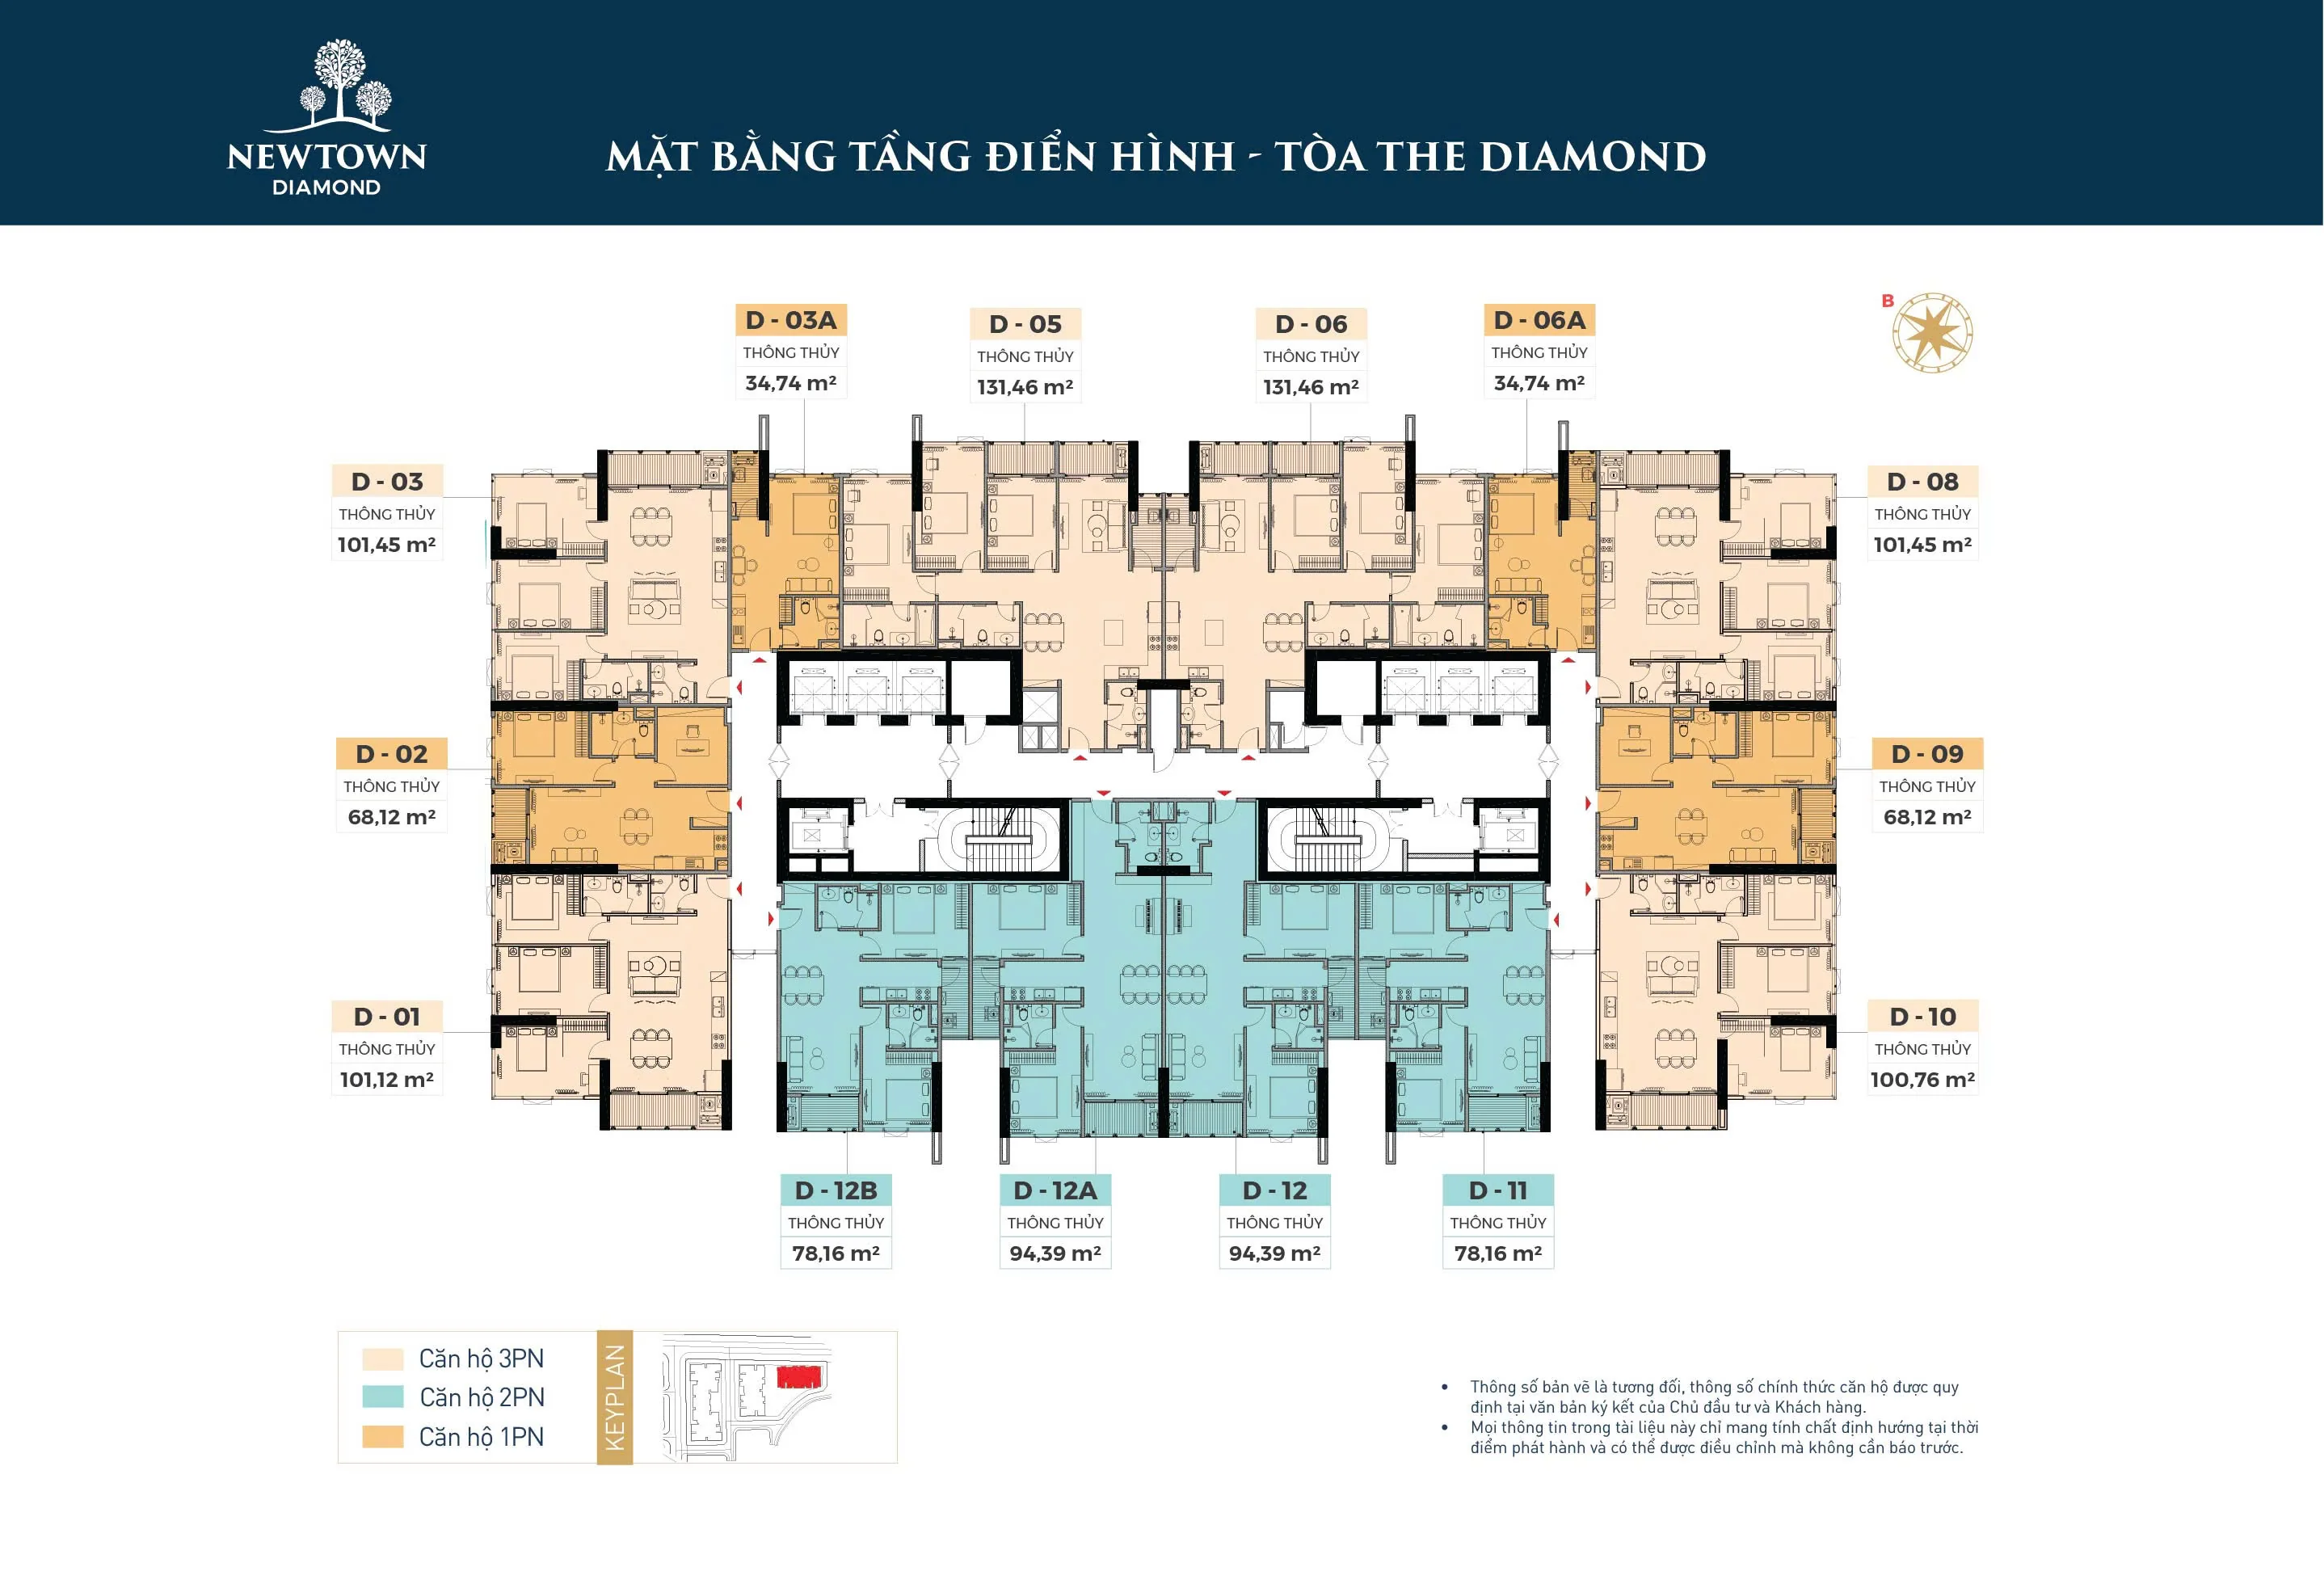 NEWTOWN
DIAMOND
MẶT BẰNG TẦNG ĐIỂN HÌNH - TÒA THE DIAMOND
B
D - 03A
THÔNG THỦY
34,74 m²
D - 05
THÔNG THỦY
131,46 m²
D - 06
THÔNG THỦY
131,46 m²
D - 06A
THÔNG THỦY
34,74 m²
D - 03
THÔNG THỦY
101,45 m²
D - 08
THÔNG THỦY
101,45 m²
D - 02
THÔNG THỦY
68,12 m²
D - 09
THÔNG THỦY
68,12 m²
D - 01
THÔNG THỦY
101,12 m²
D - 10
THÔNG THỦY
100,76 m²
D - 12B
THÔNG THỦY
78,16 m²
D - 12A
THÔNG THỦY
94,39 m²
D - 12
THÔNG THỦY
94,39 m²
D - 11
THÔNG THỦY
78,16 m²
Căn hộ 3PN
Căn hộ 2PN
Căn hộ 1PN
KEYPLAN
• Thông số bản vẽ là tương đối, thông số chính thức căn hộ được quy
định tại văn bản ký kết của Chủ đầu tư và Khách hàng.
• Mọi thông tin trong tài liệu này chỉ mang tính chất định hướng tại thời
điểm phát hành và có thể được điều chỉnh mà không cần báo trước.